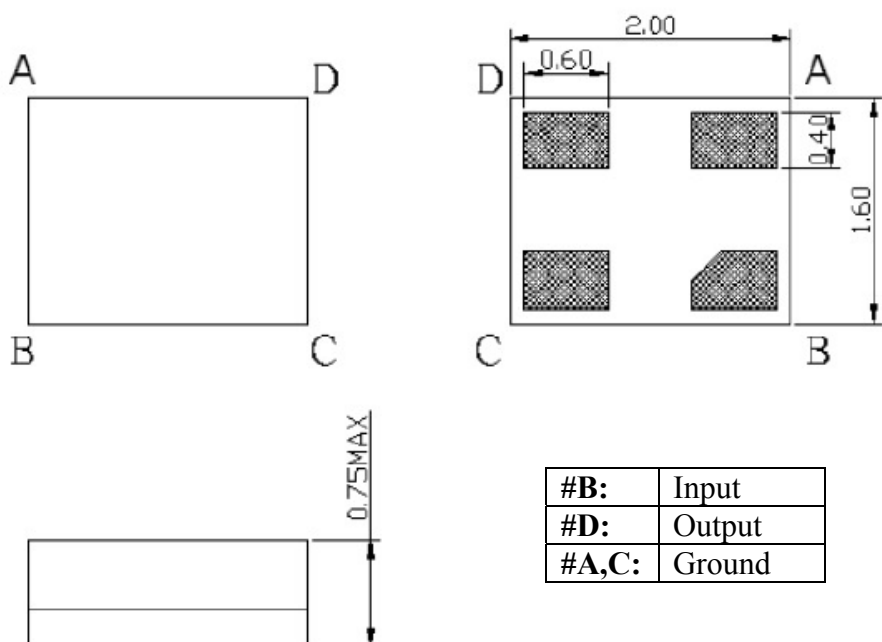 2.00
A
D
D
0.60
A
0.40
1.60
B
C
C
B
0.75MAX
#B: Input
#D: Output
#A,C: Ground